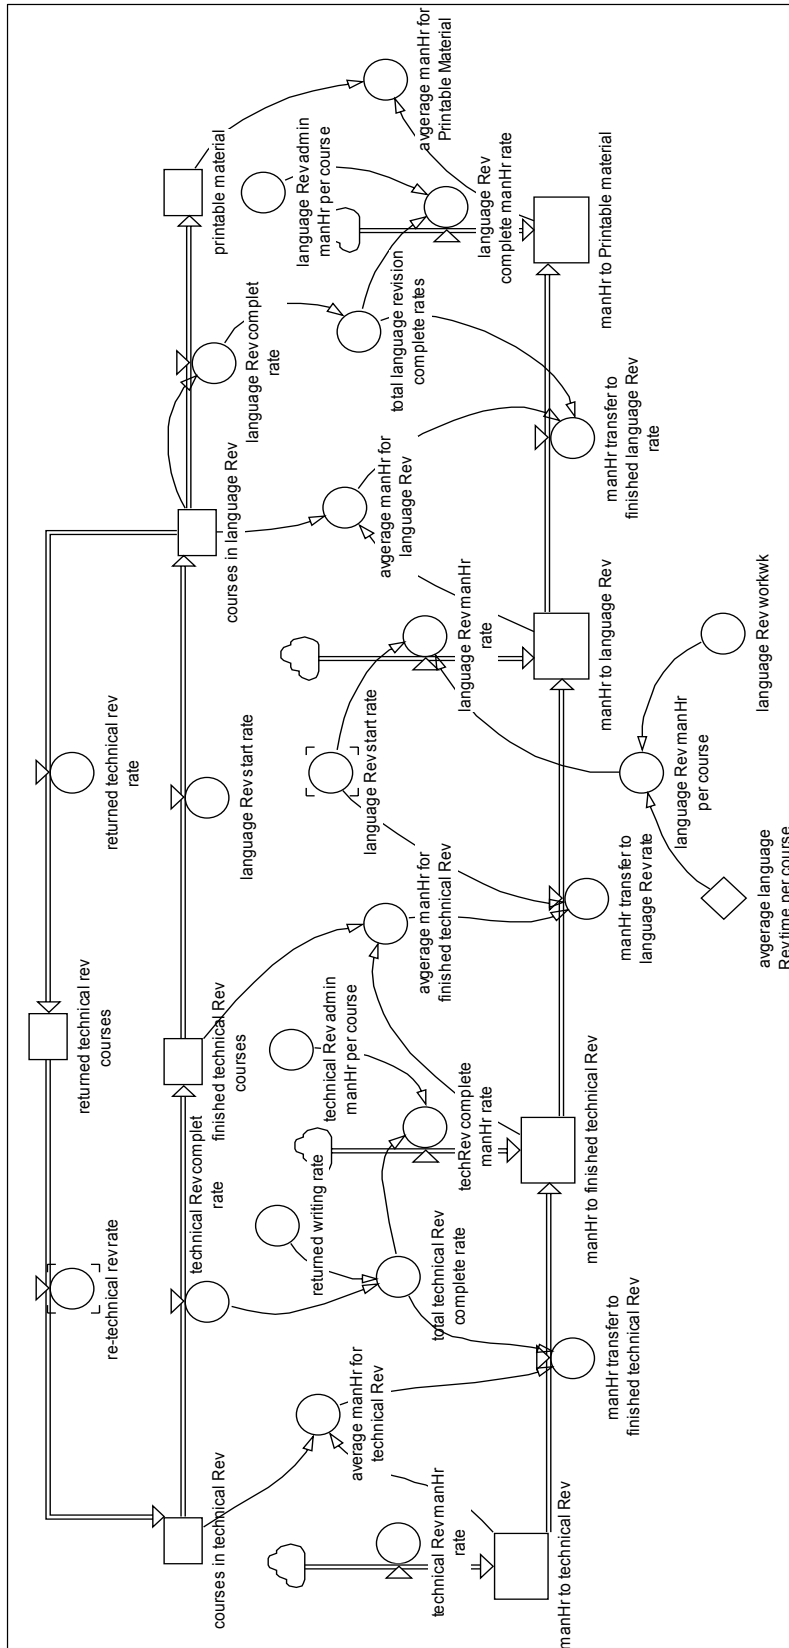 re-technical rev rate
returned technical rev
courses
returned technical rev
rate
courses in technical Rev
technical Rev complet
rate
finished technical Rev
courses
language Rev start rate
courses in language Rev
language Rev complet
rate
printable material
returned writing rate
technical Rev admin
manHr per course
language Rev admin
manHr per course
average manHr for
technical Rev
language Rev start rate
avgerage manHr for
language Rev
total language revision
complete rates
technical Rev manHr
rate
total technical Rev
complete rate
techRev complete
manHr rate
avgerage manHr for
finished technical Rev
language Rev manHr
rate
language Rev
complete manHr rate
avgerage manHr for
Printable Material
manHr to technical Rev
manHr transfer to
finished technical Rev
manHr to finished technical Rev
manHr transfer to
language Rev rate
manHr to language Rev
manHr transfer to
finished language Rev
rate
manHr to Printable material
language Rev manHr
per course
avgerage language
Rev time per course
language Rev workwk